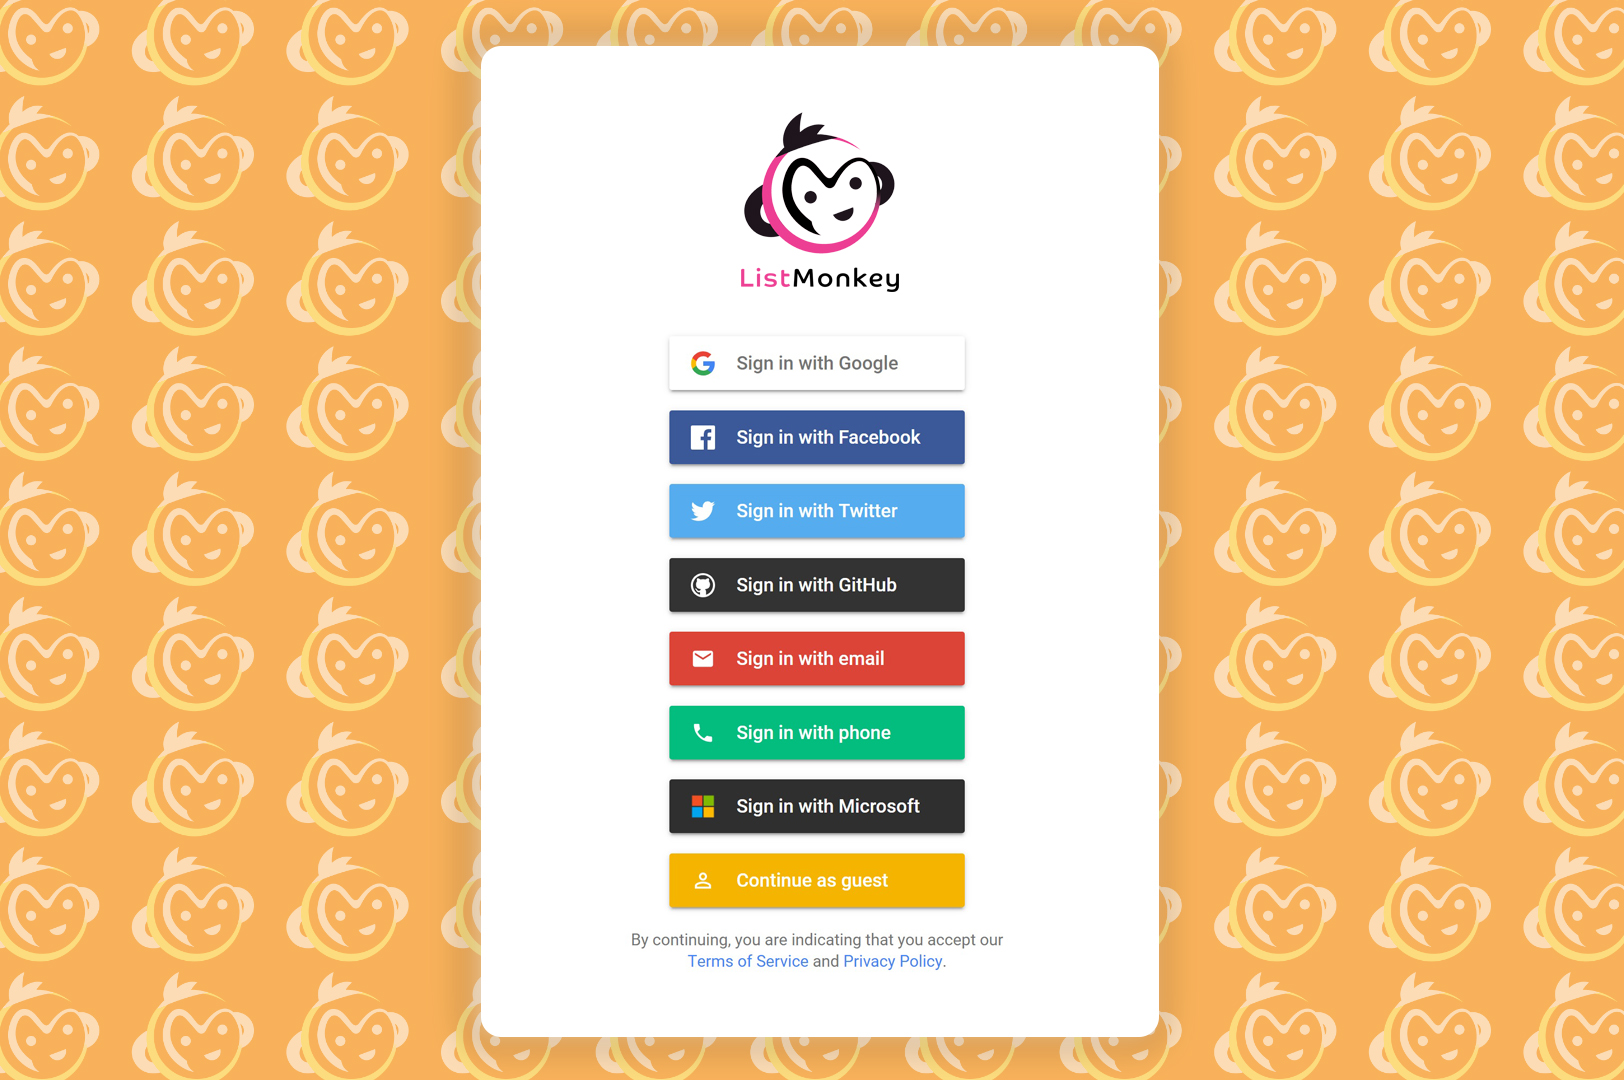 ListMonkey
Sign in with Google
Sign in with Facebook
Sign in with Twitter
Sign in with GitHub
Sign in with email
Sign in with phone
Sign in with Microsoft
Continue as guest
By continuing, you are indicating that you accept our
Terms of Service and Privacy Policy.